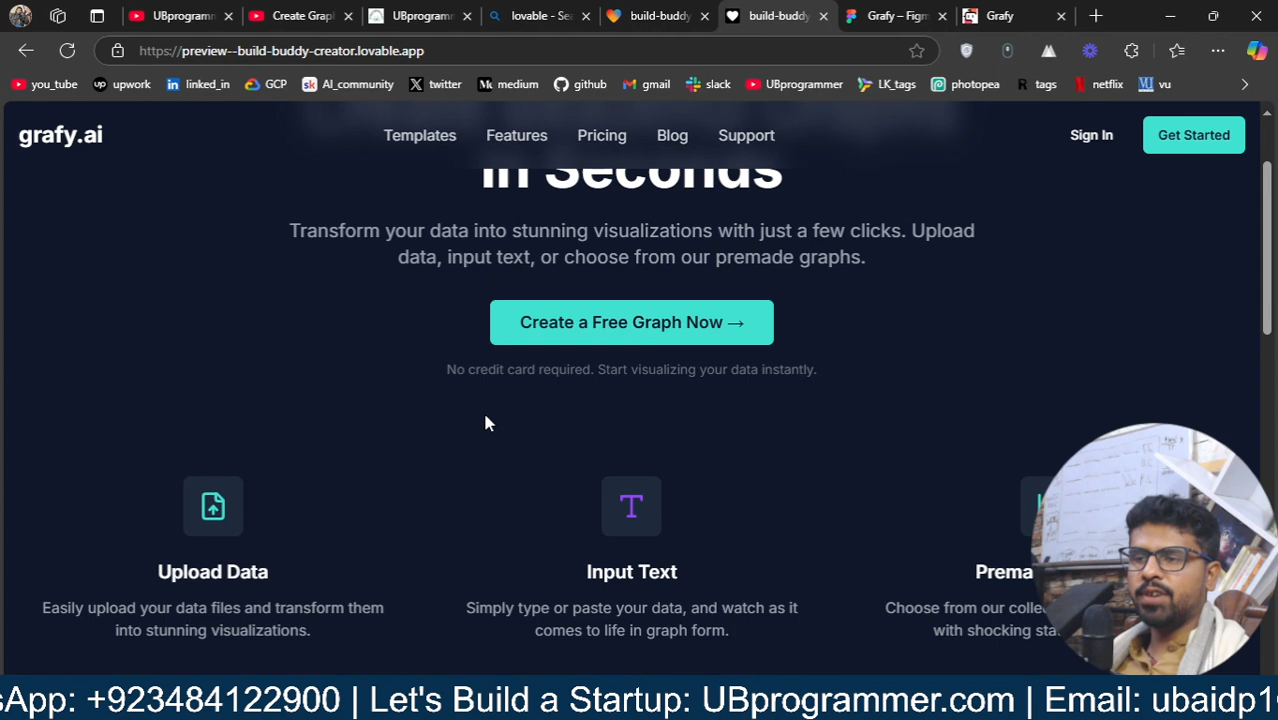 UBprogramm
Create Grap
UBprogramm
lovable - Sea
build-buddy
build-buddy
Grafy – Figm
Grafy
https://preview--build-buddy-creator.lovable.app
you_tube
upwork
linked_in
GCP
AI_community
twitter
medium
github
gmail
slack
UBprogrammer
LK_tags
photopea
tags
netflix
vu
grafy.ai
Templates
Features
Pricing
Blog
Support
Sign In
Get Started
in Seconds
Transform your data into stunning visualizations with just a few clicks. Upload
data, input text, or choose from our premade graphs.
Create a Free Graph Now →
No credit card required. Start visualizing your data instantly.
Upload Data
Easily upload your data files and transform them
into stunning visualizations.
Input Text
Simply type or paste your data, and watch as it
comes to life in graph form.
Prema
Choose from our collec
with shocking sta
sApp: +923484122900 | Let's Build a Startup: UBprogrammer.com | Email: ubaidp1